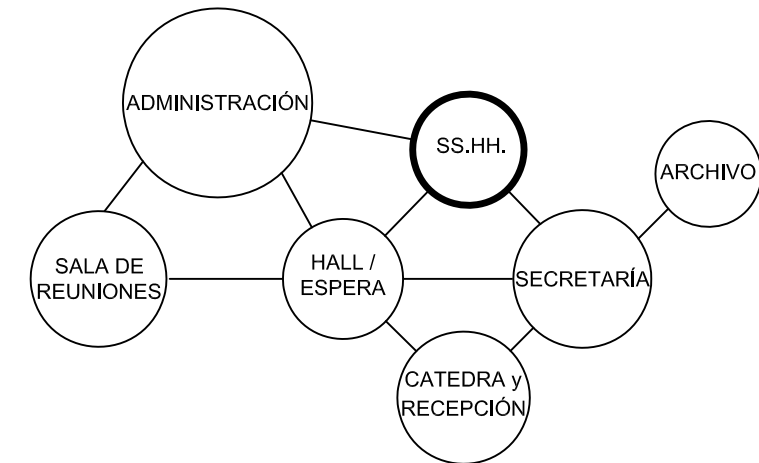 ADMINISTRACIÓN
SS.HH.
ARCHIVO
SALA DE
REUNIONES
HALL /
ESPERA
SECRETARÍA
CATEDRA y
RECEPCIÓN